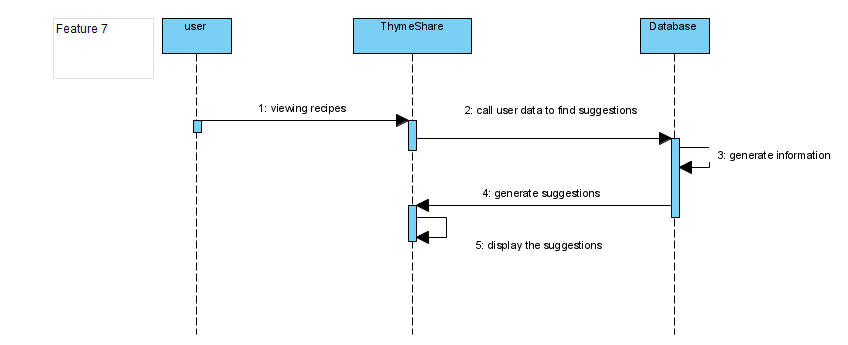 Feature 7
user
ThymeShare
Database
1: viewing recipes
2: call user data to find suggestions
3: generate information
4: generate suggestions
5: display the suggestions